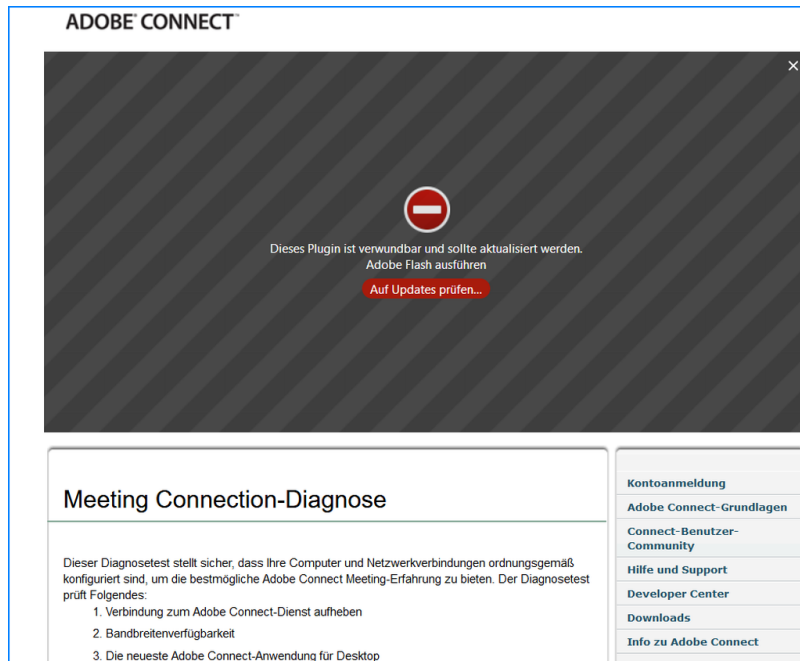 ADOBE® CONNECT™
Dieses Plugin ist verwundbar und sollte aktualisiert werden.
Adobe Flash ausführen
Auf Updates prüfen...
Meeting Connection-Diagnose
Dieser Diagnosetest stellt sicher, dass Ihre Computer und Netzwerkverbindungen ordnungsgemäß
konfiguriert sind, um die bestmögliche Adobe Connect Meeting-Erfahrung zu bieten. Der Diagnosetest
prüft Folgendes:
1. Verbindung zum Adobe Connect-Dienst aufheben
2. Bandbreitenverfügbarkeit
3. Die neueste Adobe Connect-Anwendung für Desktop
Kontoanmeldung
Adobe Connect-Grundlagen
Connect-Benutzer-
Community
Hilfe und Support
Developer Center
Downloads
Info zu Adobe Connect